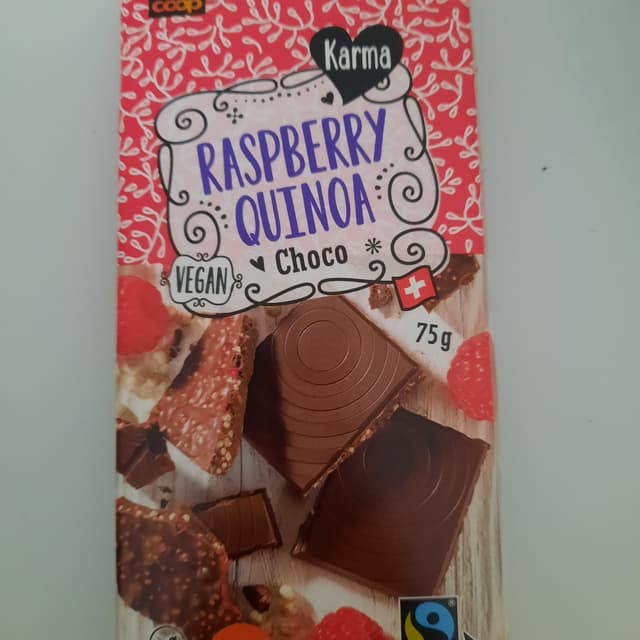 coop
Karma
RASPBERRY
QUINOA
Choco
VEGAN
75g